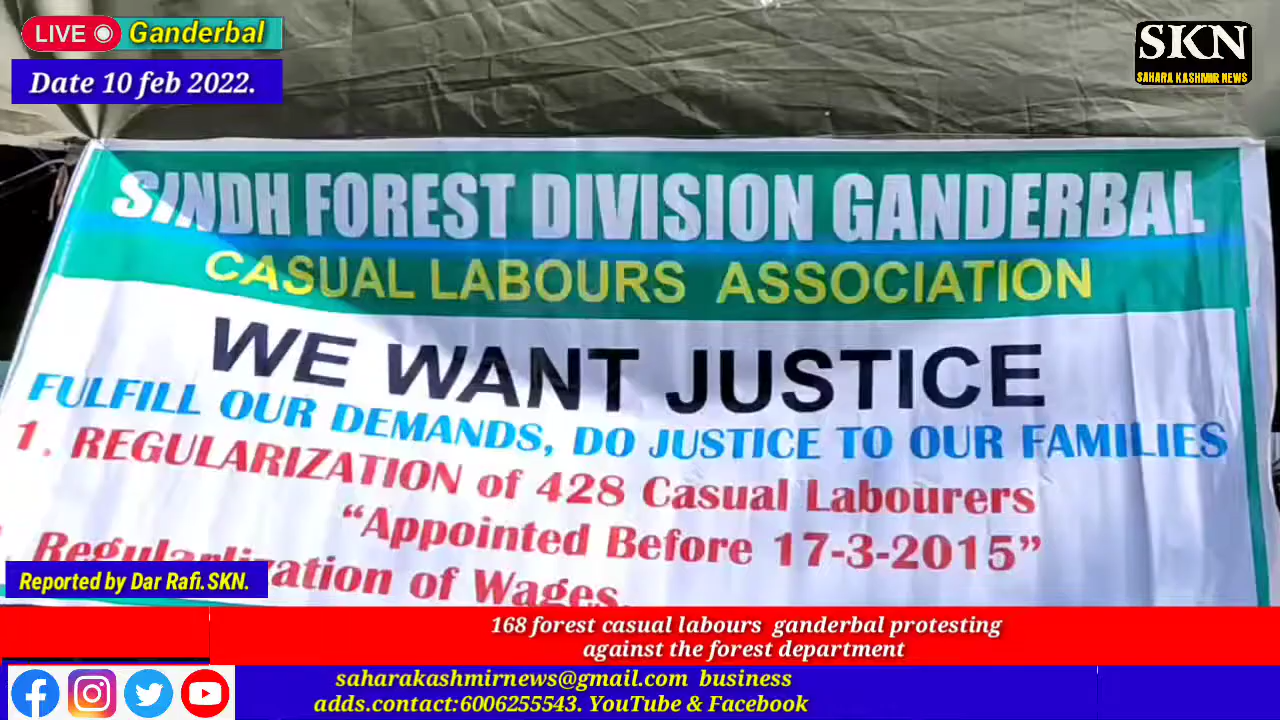 LIVE Ganderbal
Date 10 feb 2022.
SKN
SAHARA KASHMIR NEWS
SINDH FOREST DIVISION GANDERBAL
CASUAL LABOURS ASSOCIATION
WE WANT JUSTICE
FULFILL OUR DEMANDS, DO JUSTICE TO OUR FAMILIES
1. REGULARIZATION of 428 Casual Labourers
“Appointed Before 17-3-2015”
of Wages.
Reported by Dar Rafi. SKN.
168 forest casual labours ganderbal protesting
against the forest department
saharakashmirnews@gmail.com business
adds.contact:6006255543. YouTube & Facebook